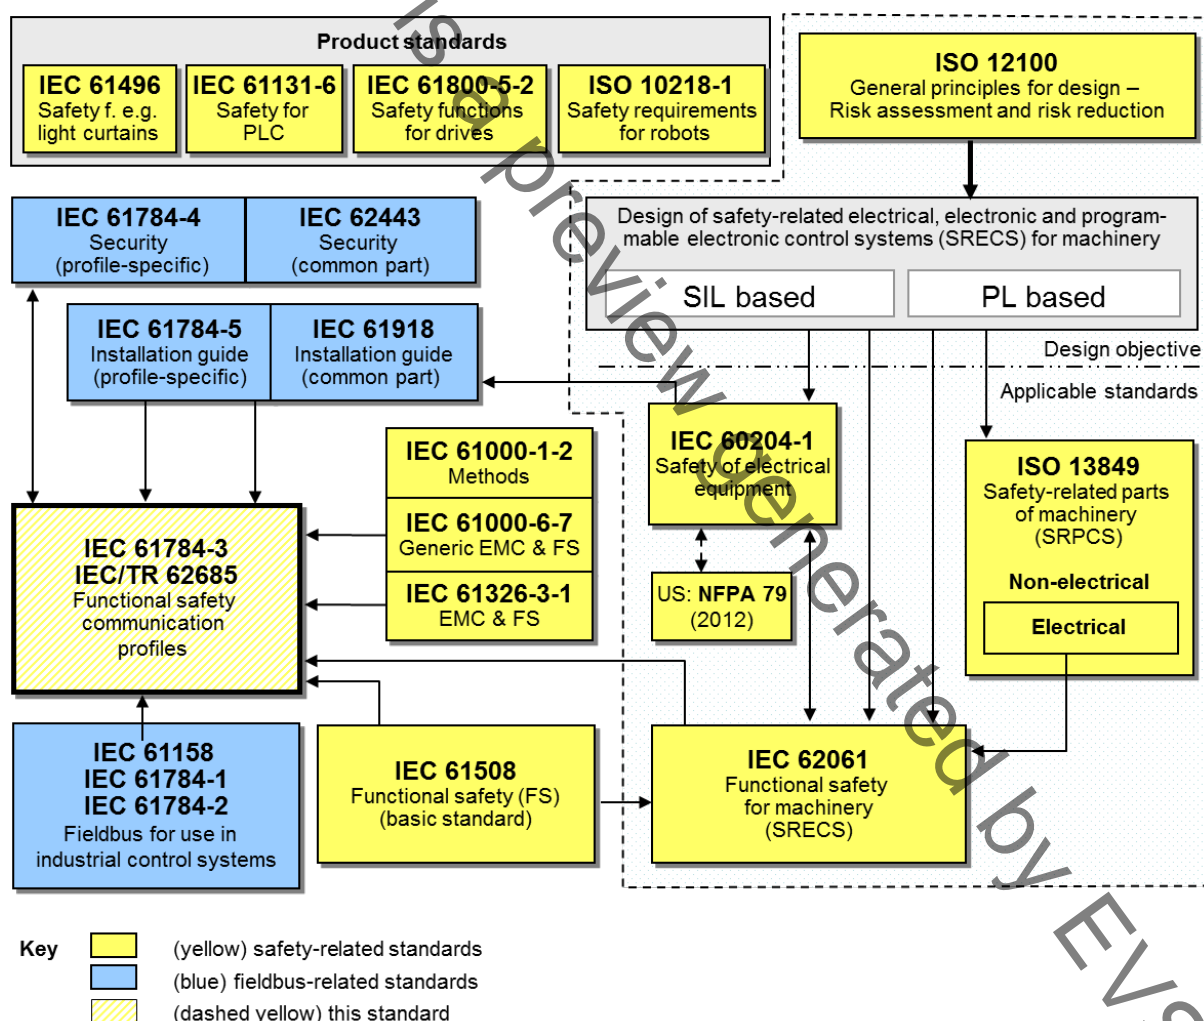 Product standards
IEC 61496
Safety f. e.g.
light curtains
IEC 61131-6
Safety for
PLC
IEC 61800-5-2
Safety functions
for drives
ISO 10218-1
Safety requirements
for robots
ISO 12100
General principles for design –
Risk assessment and risk reduction
IEC 61784-4
Security
(profile-specific)
IEC 62443
Security
(common part)
Design of safety-related electrical, electronic and program-
mable electronic control systems (SRECS) for machinery
SIL based
PL based
IEC 61784-5
Installation guide
(profile-specific)
IEC 61918
Installation guide
(common part)
Design objective
Applicable standards
IEC 60204-1
Safety of electrical
equipment
IEC 61000-1-2
Methods
IEC 61000-6-7
Generic EMC & FS
IEC 61326-3-1
EMC & FS
ISO 13849
Safety-related parts
of machinery
(SRPCS)
Non-electrical
Electrical
US: NFPA 79
(2012)
IEC 61784-3
IEC/TR 62685
Functional safety
communication
profiles
IEC 61158
IEC 61784-1
IEC 61784-2
Fieldbus for use in
industrial control systems
IEC 61508
Functional safety (FS)
(basic standard)
IEC 62061
Functional safety
for machinery
(SRECS)
Key
(yellow) safety-related standards
(blue) fieldbus-related standards
(dashed yellow) this standard
is a preview generated by EVS